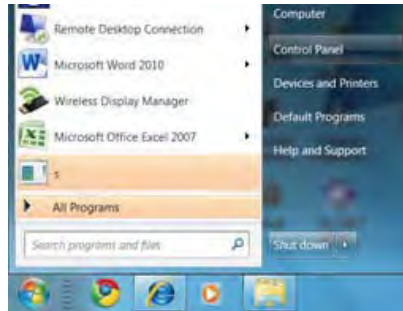 Remote Desktop Connection
Microsoft Word 2010
Wireless Display Manager
Microsoft Office Excel 2007
s
All Programs
Search programs and files
Computer
Control Panel
Devices and Printers
Default Programs
Help and Support
Shut down